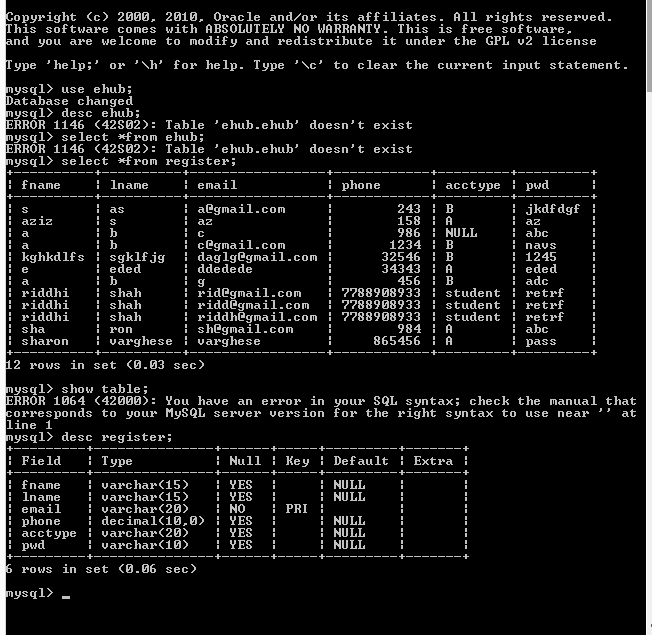 Copyright (c) 2000, 2010, Oracle and/or its affiliates. All rights reserved.
This software comes with ABSOLUTELY NO WARRANTY. This is free software,
and you are welcome to modify and redistribute it under the GPL v2 license

Type 'help;' or '\h' for help. Type '\c' to clear the current input statement.

mysql> use ehub;
Database changed
mysql> desc ehub;
ERROR 1146 (42S02): Table 'ehub.ehub' doesn't exist
mysql> select *from ehub;
ERROR 1146 (42S02): Table 'ehub.ehub' doesn't exist
mysql> select *from register;
+----------+----------+-----------------+------------+---------+---------+
| fname    | lname    | email           | phone      | acctype | pwd     |
+----------+----------+-----------------+------------+---------+---------+
| s        | as       | a@gmail.com     |        243 | B       | jkdfdgf |
| aziz     | s        | az              |        158 | A       | az      |
| a        | b        | c               |        986 | NULL    | abc     |
| a        | b        | c@gmail.com     |       1234 | B       | navs    |
| kghkdlfs | sgklfjg  | daglg@gmail.com |      32546 | B       | 1245    |
| e        | eded     | ddedede         |      34343 | A       | eded    |
| a        | b        | g               |        456 | B       | adc     |
| riddhi   | shah     | rid@gmail.com   | 7788908933 | student | retrf   |
| riddhi   | shah     | ridd@gmail.com  | 7788908933 | student | retrf   |
| riddhi   | shah     | riddh@gmail.com | 7788908933 | student | retrf   |
| sha      | ron      | sh@gmail.com    |        984 | A       | abc     |
| sharon   | varghese | varghese        |     865456 | A       | pass    |
+----------+----------+-----------------+------------+---------+---------+
12 rows in set (0.03 sec)

mysql> show table;
ERROR 1064 (42000): You have an error in your SQL syntax; check the manual that
corresponds to your MySQL server version for the right syntax to use near '' at
line 1
mysql> desc register;
+---------+---------------+------+-----+---------+-------+
| Field   | Type          | Null | Key | Default | Extra |
+---------+---------------+------+-----+---------+-------+
| fname   | varchar(15)   | YES  |     | NULL    |       |
| lname   | varchar(15)   | YES  |     | NULL    |       |
| email   | varchar(20)   | NO   | PRI |         |       |
| phone   | decimal(10,0) | YES  |     | NULL    |       |
| acctype | varchar(20)   | YES  |     | NULL    |       |
| pwd     | varchar(10)   | YES  |     | NULL    |       |
+---------+---------------+------+-----+---------+-------+
6 rows in set (0.06 sec)

mysql> _